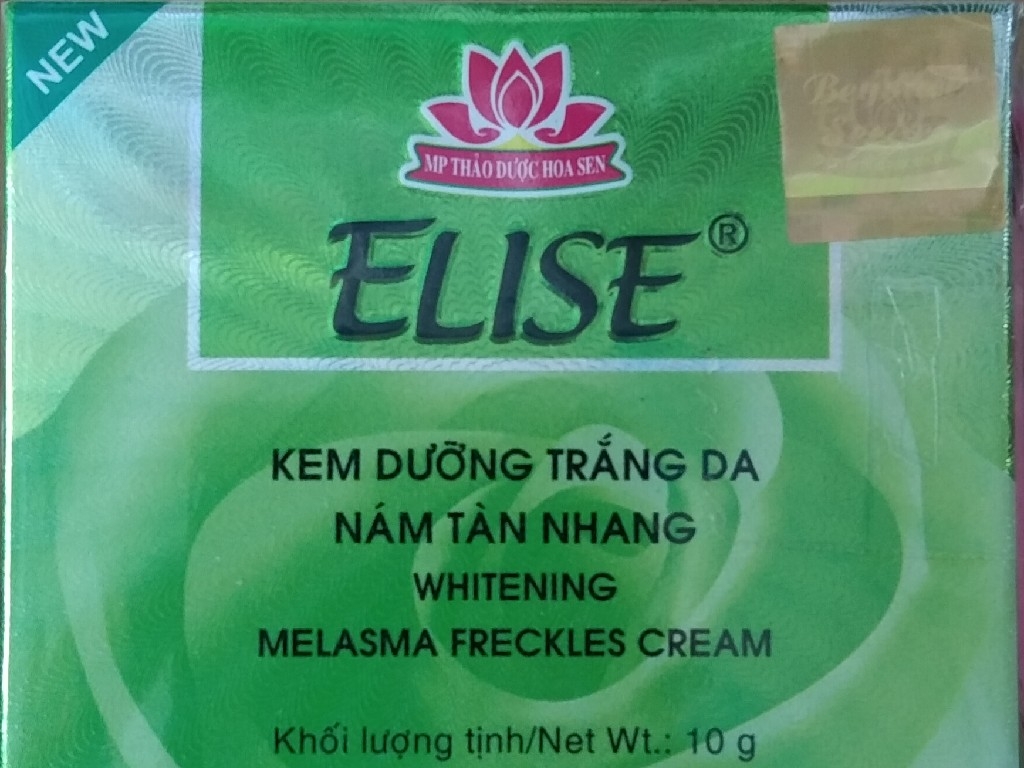 NEW
MP THẢO DƯỢC HOA SEN
ELISE®
KEM DƯỠNG TRẮNG DA
NÁM TÀN NHANG
WHITENING
MELASMA FRECKLES CREAM
Khối lượng tịnh/Net Wt.: 10 g